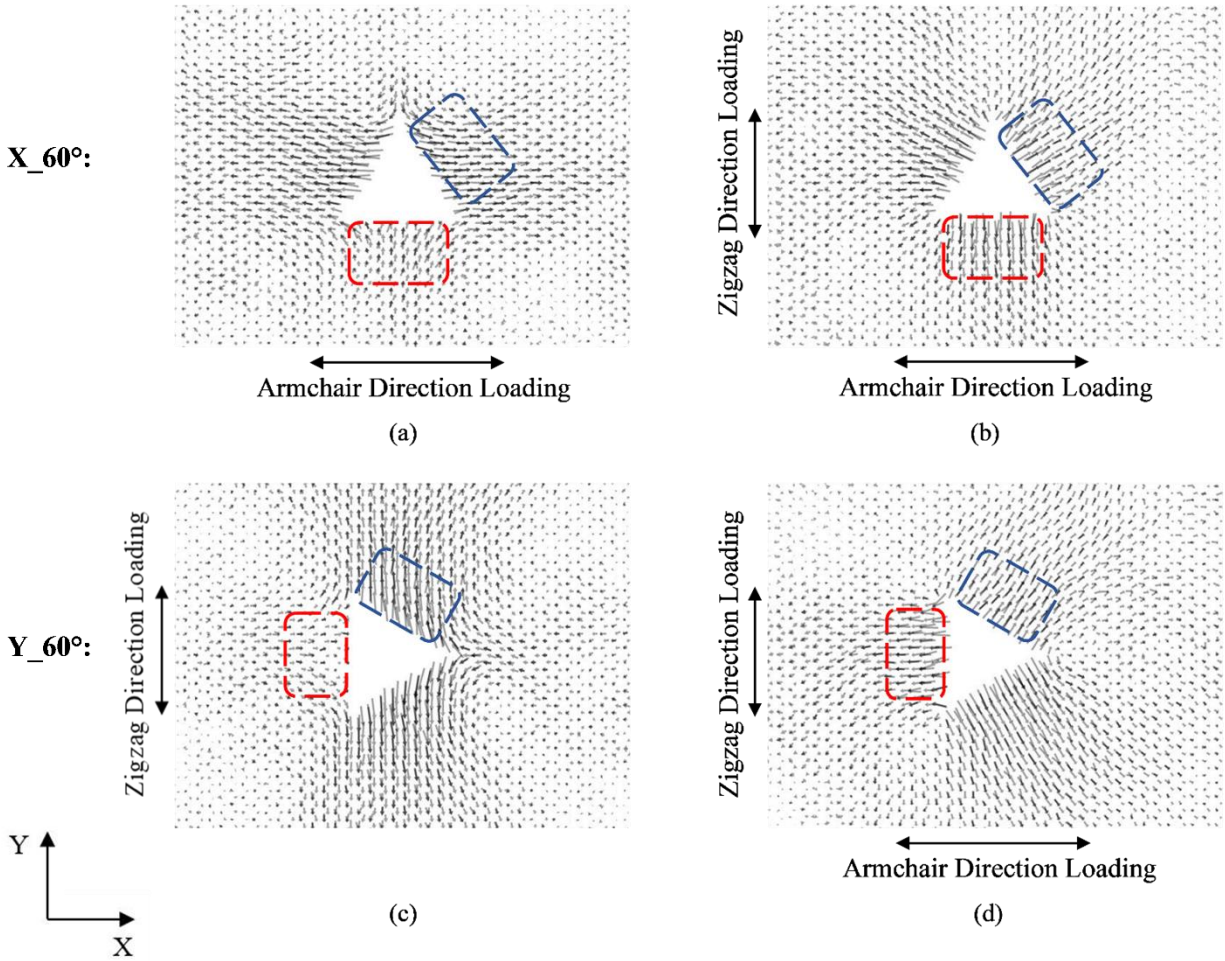 X_60°:
Armchair Direction Loading
(a)
Zigzag Direction Loading
Armchair Direction Loading
(b)
Y_60°:
Zigzag Direction Loading
(c)
Zigzag Direction Loading
Armchair Direction Loading
(d)
Y
X